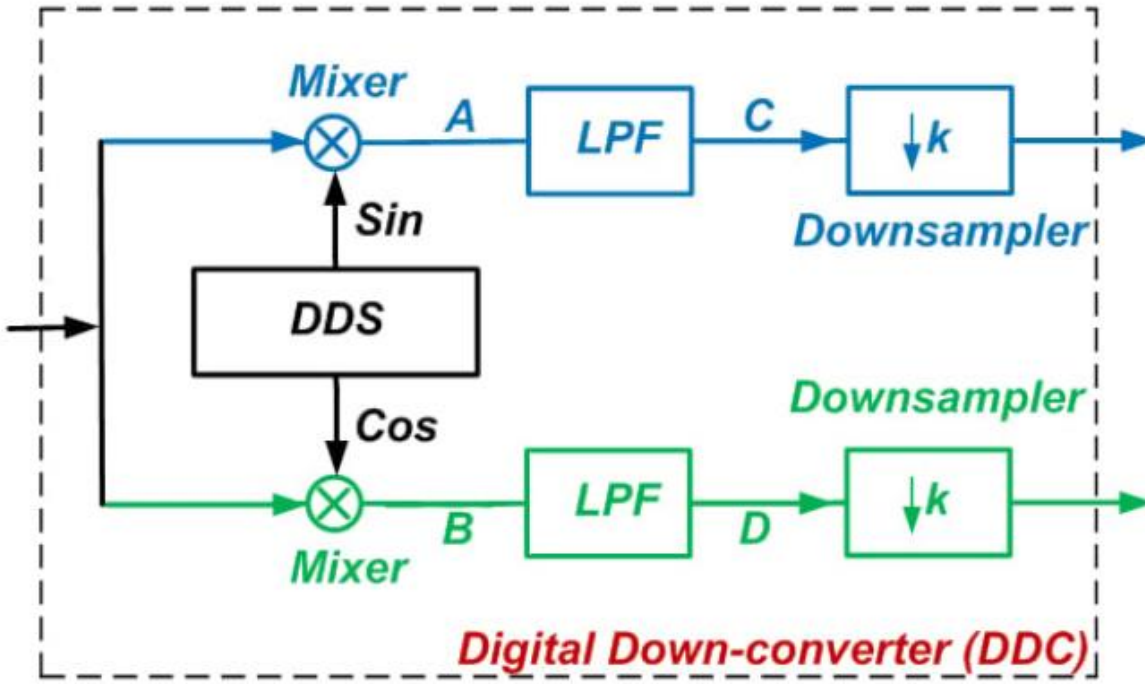 Mixer
A
LPF
C
↓k
Sin
Downsampler
DDS
Cos
Downsampler
LPF
↓k
B
D
Mixer
Digital Down-converter (DDC)